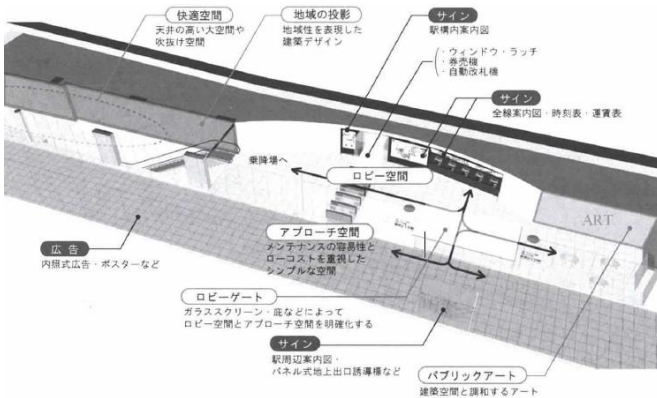 快適空間
天井の高い大空間や
吹抜け空間
地域の投影
地域性を表現した
建築デザイン
サイン
駅構内案内図
・ウィンドウ・ラッチ
・券売機
・自動改札機
サイン
全線案内図・時刻表・運賃表
乗降場へ
ロビー空間
ART
アプローチ空間
メンテナンスの容易性と
ローコストを重視した
シンプルな空間
広告
内照式広告・ポスターなど
ロビーゲート
ガラススクリーン・庇などによって
ロビー空間とアプローチ空間を明確化する
サイン
駅周辺案内図・
パネル式地上出口誘導標など
パブリックアート
建築空間と調和するアート